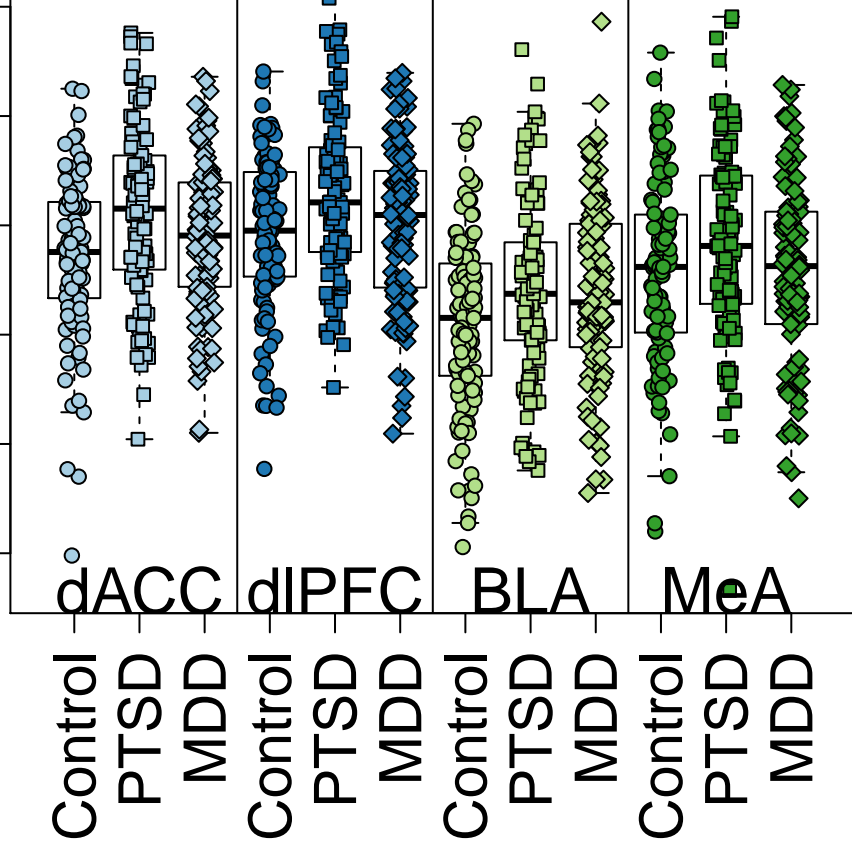 dACC dlPFC BLA MeA
Control PTSD MDD Control PTSD MDD Control PTSD MDD Control PTSD MDD